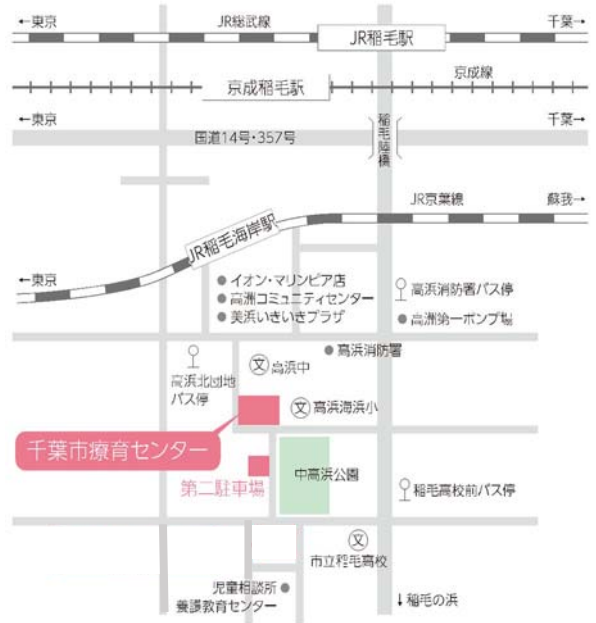 ←東京
JR総武線
千葉→
JR稲毛駅
京成稲毛駅
京成線
←東京
千葉→
国道14号・357号
稲毛陸橋
JR京葉線
蘇我→
JR稲毛海岸駅
←東京
イオン・マリンピア店
高洲コミュニティセンター
美浜いきいきプラザ
高浜消防署バス停
高洲第一ポンプ場
高浜消防署
高浜北団地
バス停
文 高浜中
文 高浜海浜小
千葉市療育センター
第二駐車場
中高浜公園
稲毛高校前バス停
文
市立稲毛高校
児童相談所
養護教育センター
↓稲毛の浜